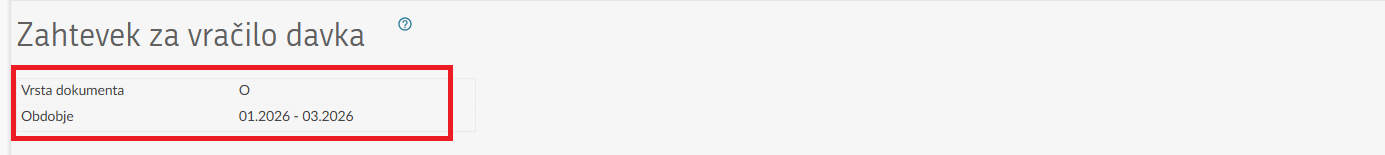 Zahtevek za vračilo davka
Vrsta dokumenta O
Obdobje 01.2026 - 03.2026